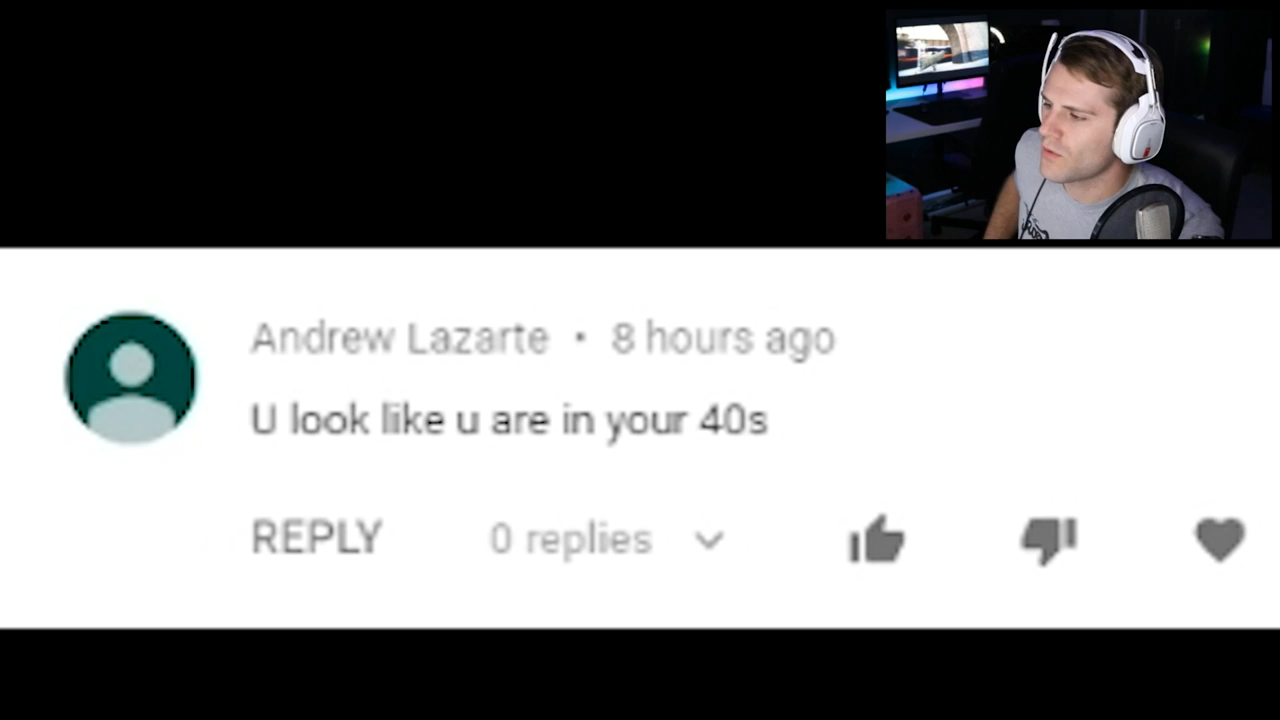 Andrew Lazarte • 8 hours ago
U look like u are in your 40s
REPLY 0 replies